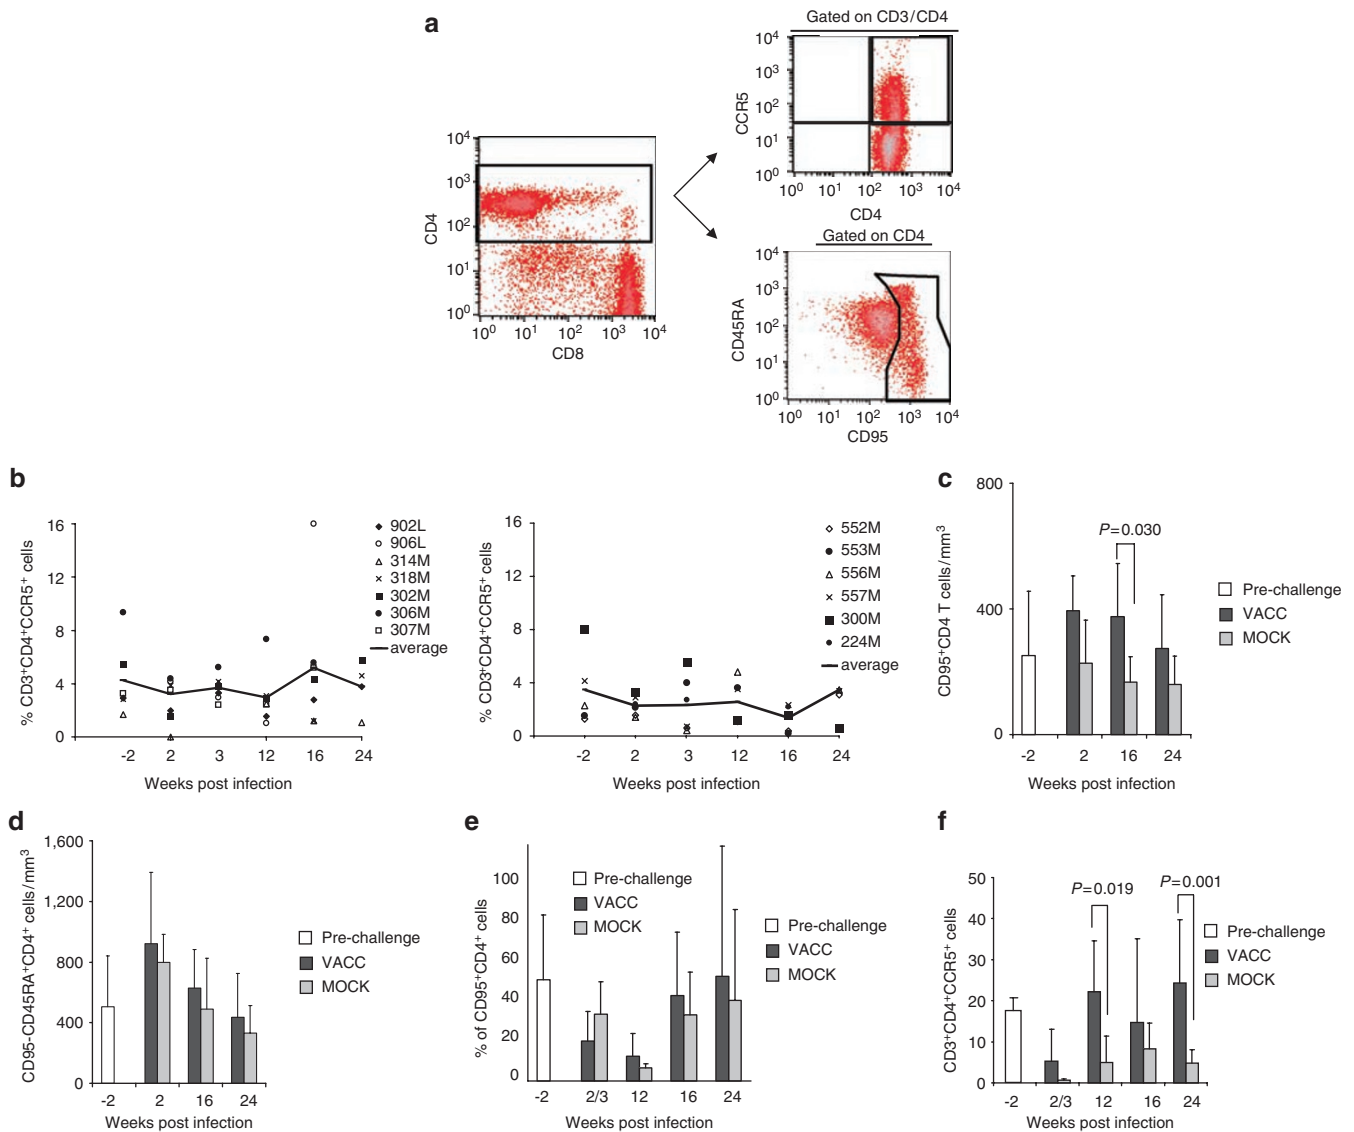 a
Gated on CD3/CD4
10⁴
10³
10²
10¹
10⁰
CCR5
10⁰ 10¹ 10² 10³ 10⁴
CD4
10⁴
10³
10²
10¹
10⁰
CD4
10⁰ 10¹ 10² 10³ 10⁴
CD8
Gated on CD4
10⁴
10³
10²
10¹
10⁰
CD45RA
10⁰ 10¹ 10² 10³ 10⁴
CD95
b
% CD3⁺CD4⁺CCR5⁺ cells
16
12
8
4
0
-2 2 3 12 16 24
Weeks post infection
902L
906L
314M
318M
302M
306M
307M
average
% CD3⁺CD4⁺CCR5⁺ cells
16
12
8
4
0
-2 2 3 12 16 24
Weeks post infection
552M
553M
556M
557M
300M
224M
average
c
CD95⁺CD4 T cells/mm³
800
400
0
P=0.030
-2 2 16 24
Weeks post infection
Pre-challenge
VACC
MOCK
d
CD95-CD45RA⁺CD4⁺ cells/mm³
1,600
1,200
800
400
0
-2 2 16 24
Weeks post infection
Pre-challenge
VACC
MOCK
e
% of CD95⁺CD4⁺ cells
100
80
60
40
20
0
Pre-challenge
VACC
MOCK
-2 2/3 12 16 24
Weeks post infection
Pre-challenge
VACC
MOCK
f
CD3⁺CD4⁺CCR5⁺ cells
50
40
30
20
10
0
P=0.019
P=0.001
-2 2/3 12 16 24
Weeks post infection
Pre-challenge
VACC
MOCK